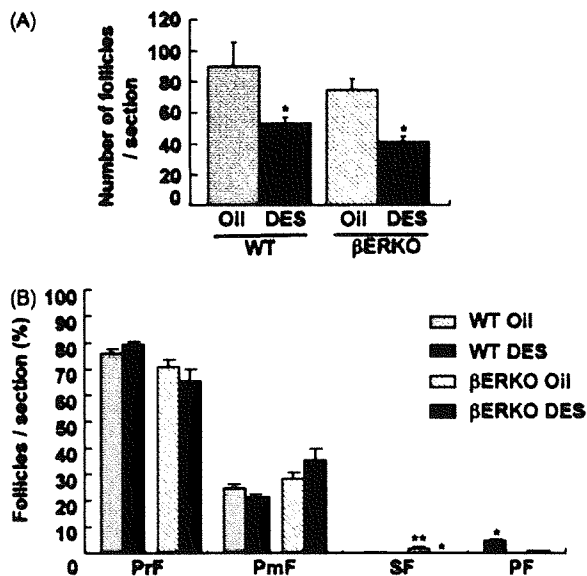 (A)
Number of follicles / section
120
100
80
60
40
20
0
*
*
Oil DES Oil DES
WT βERKO
(B)
Follicles / section (%)
100
90
80
70
60
50
40
30
20
10
0
WT Oil
WT DES
βERKO Oil
βERKO DES
** * *
PrF PmF SF PF